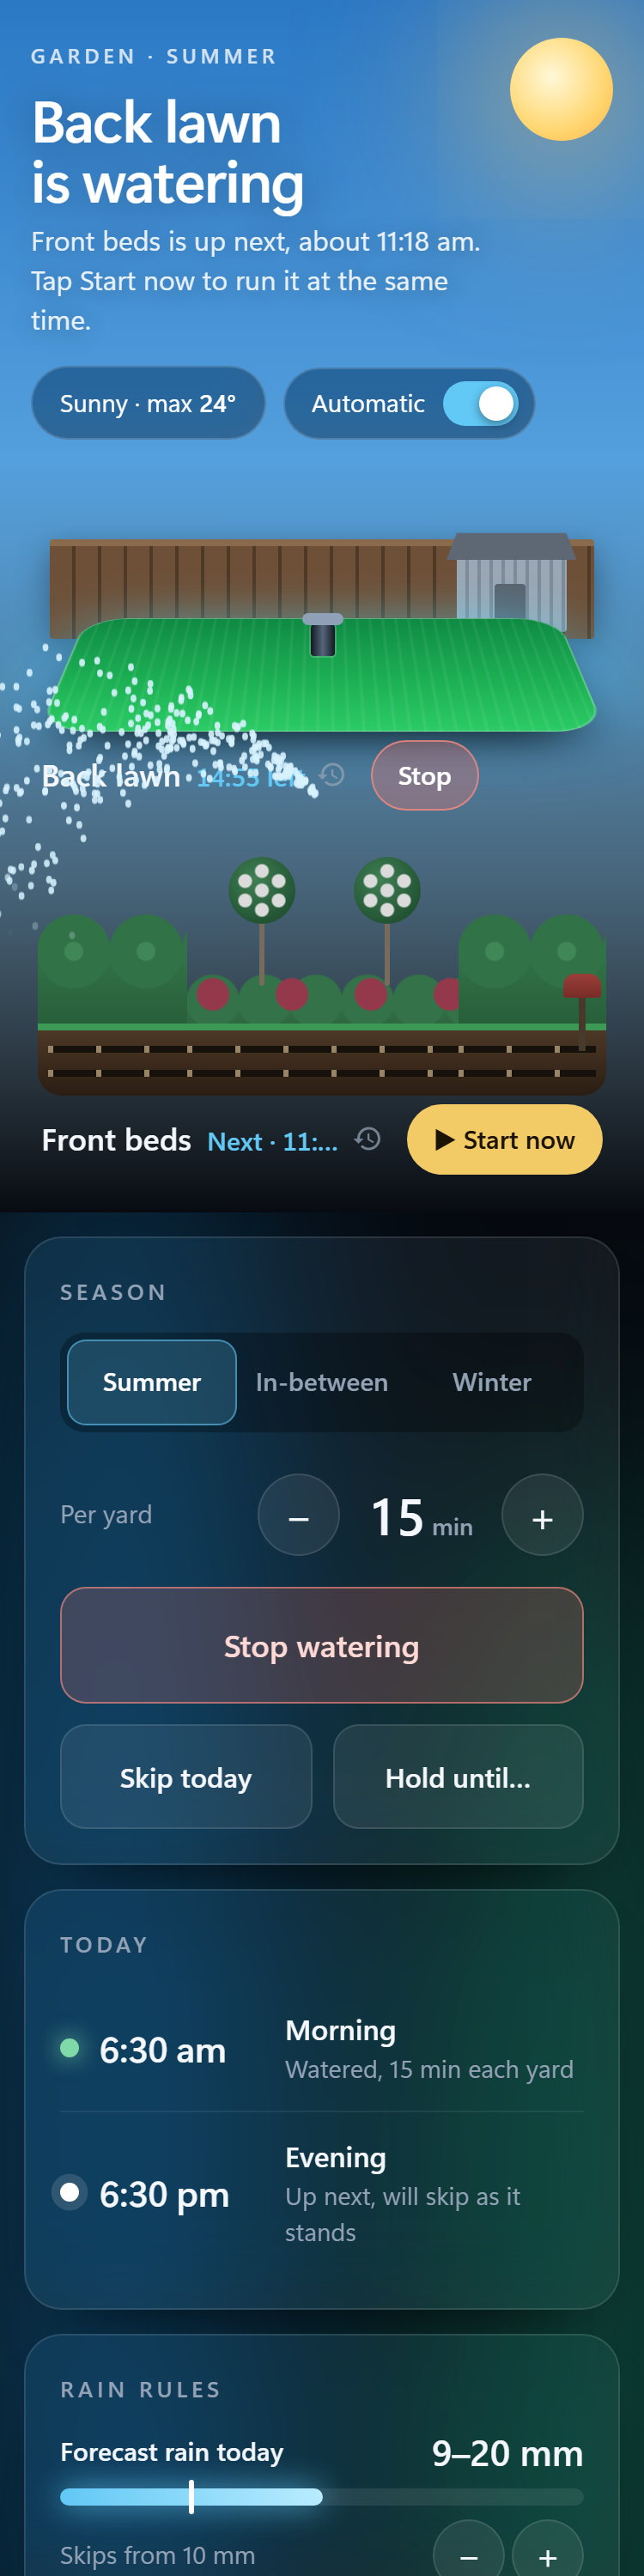 GARDEN · SUMMER
Back lawn
is watering
Front beds is up next, about 11:18 am.
Tap Start now to run it at the same
time.
Sunny · max 24°
Automatic
Back lawn 14:53 left
Stop
Front beds Next · 11:...
▶ Start now
SEASON
Summer
In-between
Winter
Per yard
−
15 min
+
Stop watering
Skip today
Hold until...
TODAY
6:30 am
Morning
Watered, 15 min each yard
6:30 pm
Evening
Up next, will skip as it
stands
RAIN RULES
Forecast rain today
9–20 mm
Skips from 10 mm
−
+